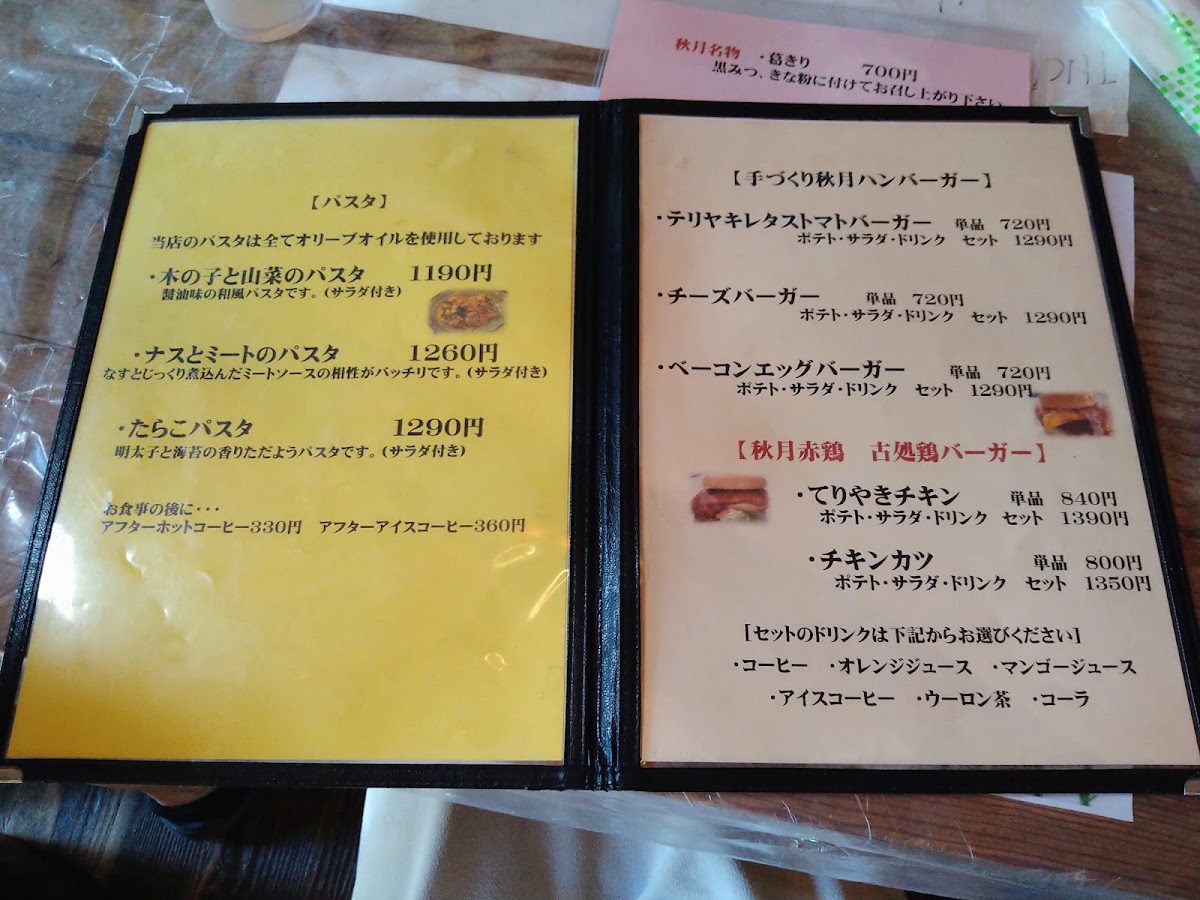 秋月名物 ・葛きり 700円
黒みつ、きな粉に付けてお召し上がり下さい
【パスタ】
当店のパスタは全てオリーブオイルを使用しております
・木の子と山菜のパスタ 1190円
醤油味の和風パスタです。(サラダ付き)
・ナスとミートのパスタ 1260円
なすとじっくり煮込んだミートソースの相性がバッチリです。(サラダ付き)
・たらこパスタ 1290円
明太子と海苔の香りただようパスタです。(サラダ付き)
お食事の後に・・・
アフターホットコーヒー330円 アフターアイスコーヒー360円
【手づくり秋月ハンバーガー】
・テリヤキレタストマトバーガー 単品 720円
ポテト・サラダ・ドリンク セット 1290円
・チーズバーガー 単品 720円
ポテト・サラダ・ドリンク セット 1290円
・ベーコンエッグバーガー 単品 720円
ポテト・サラダ・ドリンク セット 1290円
【秋月赤鶏 古処鶏バーガー】
・てりやきチキン 単品 840円
ポテト・サラダ・ドリンク セット 1390円
・チキンカツ 単品 800円
ポテト・サラダ・ドリンク セット 1350円
[セットのドリンクは下記からお選びください]
・コーヒー ・オレンジジュース ・マンゴージュース
・アイスコーヒー ・ウーロン茶 ・コーラ